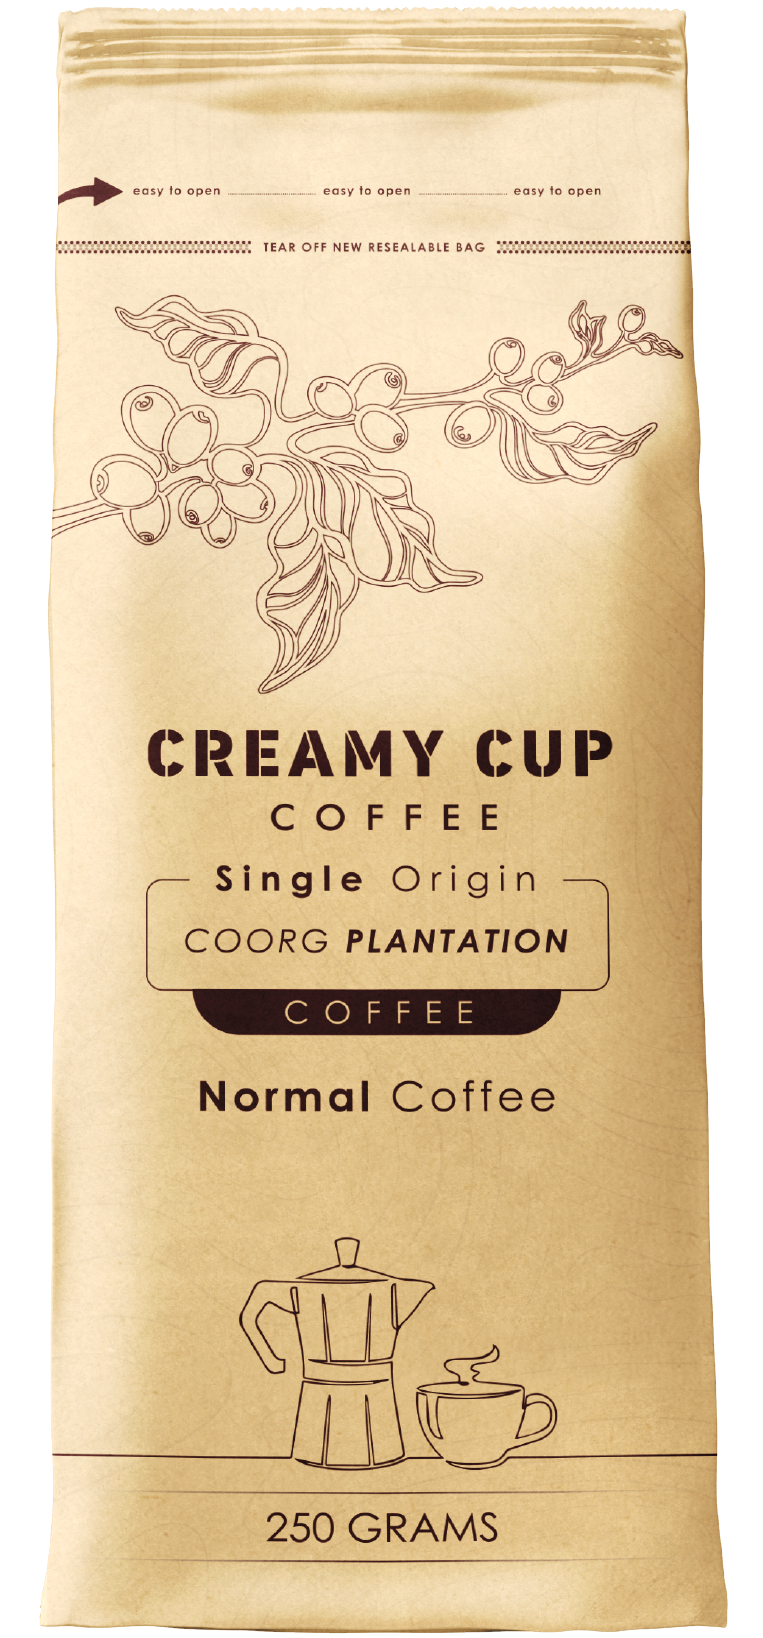 easy to open easy to open easy to open
TEAR OFF NEW RESEALABLE BAG
CREAMY CUP
COFFEE
Single Origin
COORG PLANTATION
COFFEE
Normal Coffee
250 GRAMS